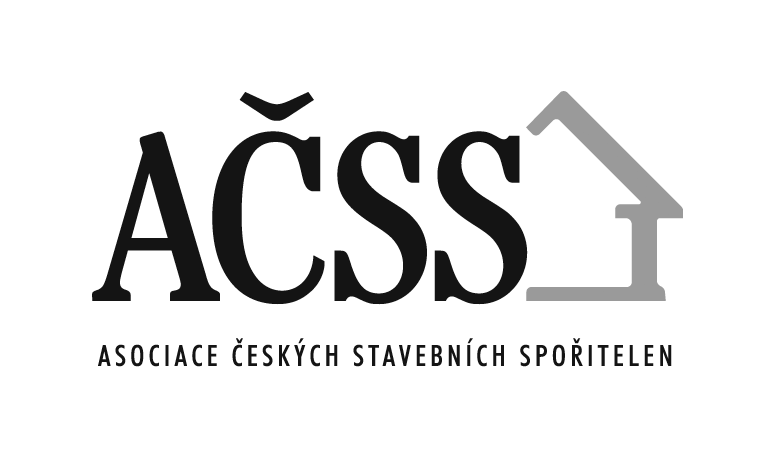 AČSS
ASOCIACE ČESKÝCH STAVEBNÍCH SPOŘITELEN